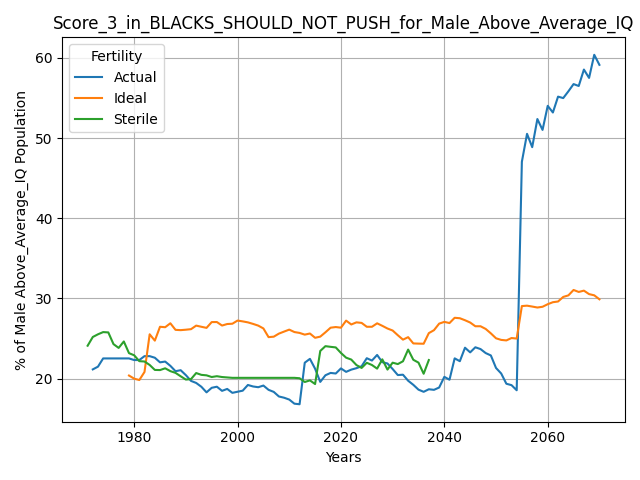 Score_3_in_BLACKS_SHOULD_NOT_PUSH_for_Male_Above_Average_IQ
Fertility
Actual
Ideal
Sterile
% of Male Above_Average_IQ Population
60
50
40
30
20
1980
2000
2020
2040
2060
Years